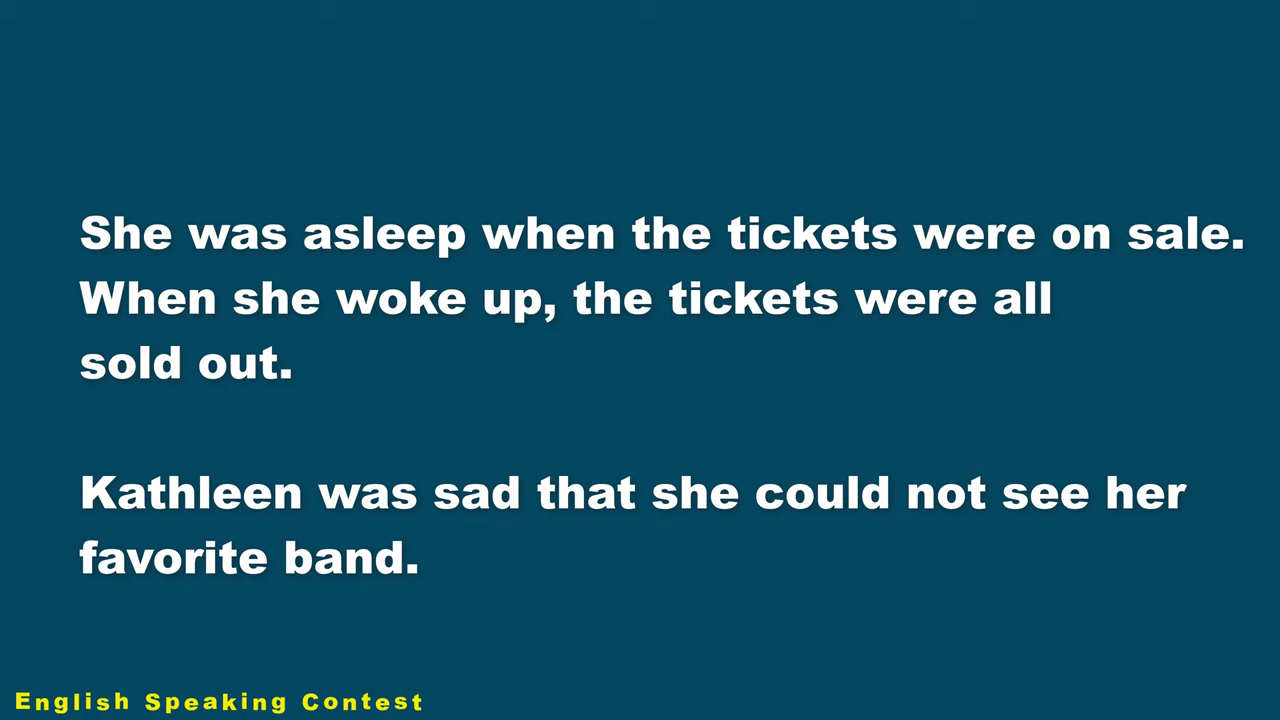 She was asleep when the tickets were on sale.
When she woke up, the tickets were all
sold out.
Kathleen was sad that she could not see her
favorite band.
English Speaking Contest